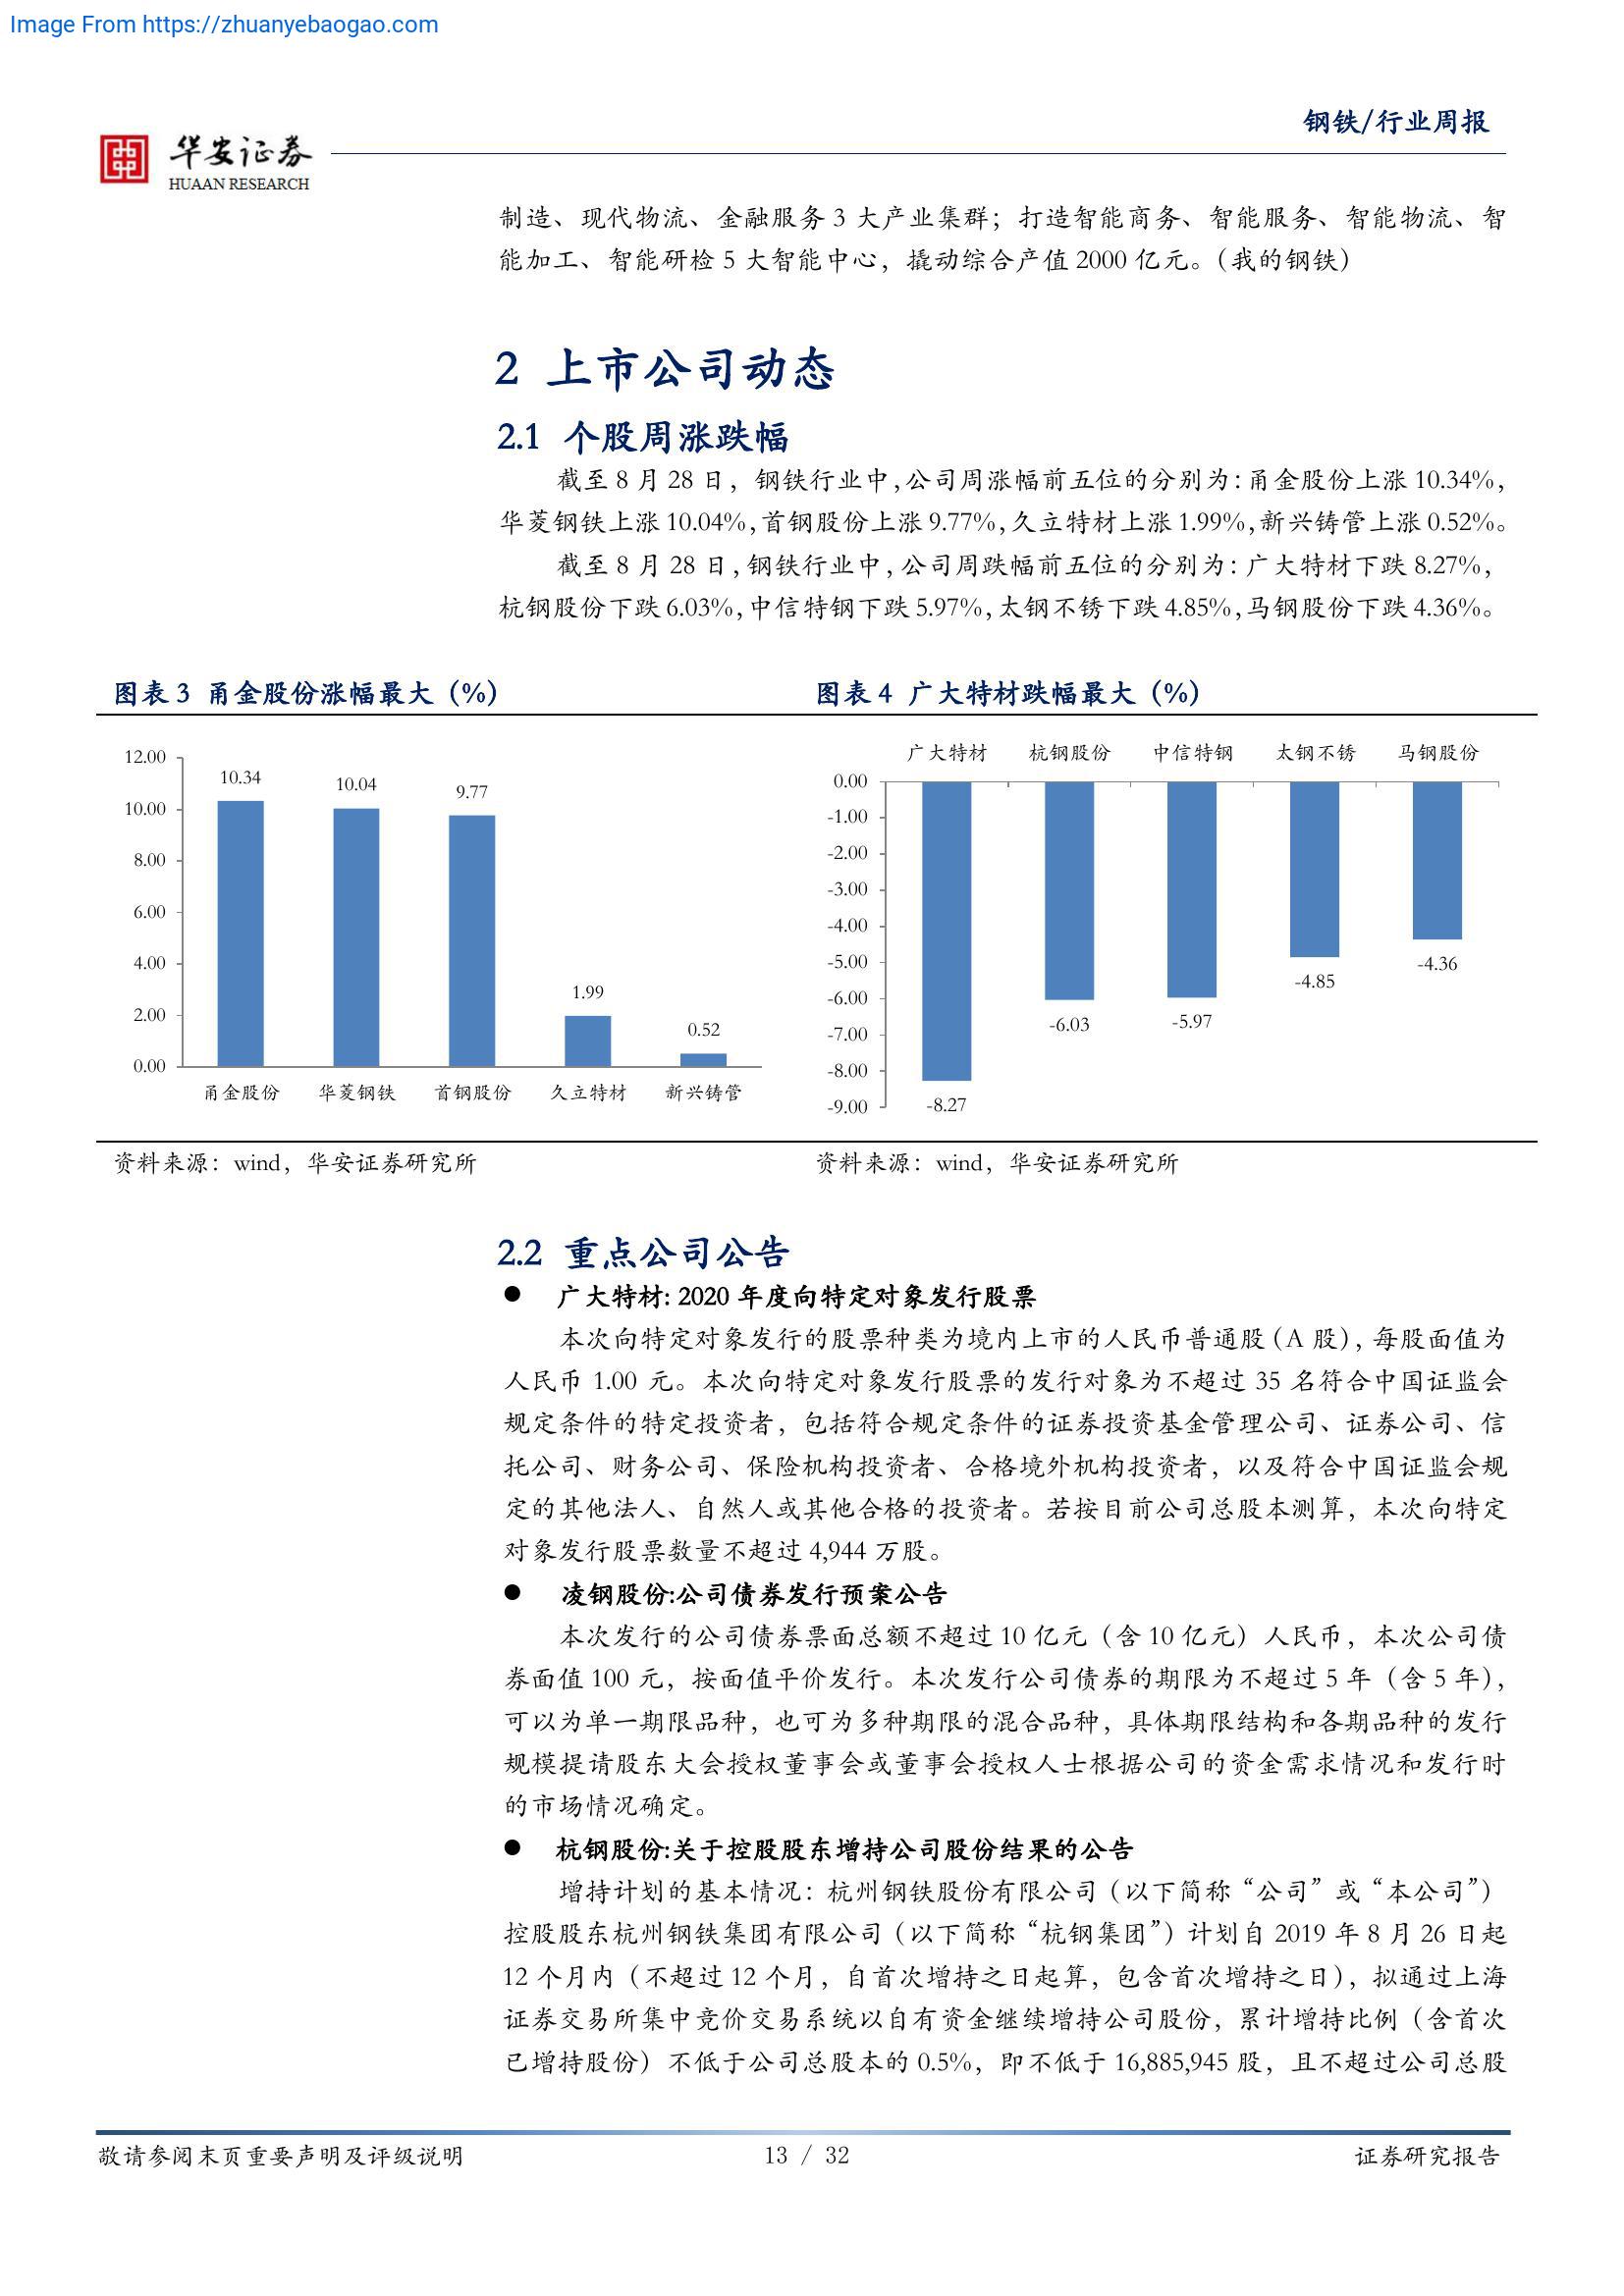 Image From https://zhuanyebaogao.com
钢铁/行业周报
华安证券
HUAAN RESEARCH
制造、现代物流、金融服务 3 大产业集群；打造智能商务、智能服务、智能物流、智
能加工、智能研检 5 大智能中心，撬动综合产值 2000 亿元。（我的钢铁）
2 上市公司动态
2.1 个股周涨跌幅
截至 8 月 28 日，钢铁行业中，公司周涨幅前五位的分别为：甬金股份上涨 10.34%，
华菱钢铁上涨 10.04%，首钢股份上涨 9.77%，久立特材上涨 1.99%，新兴铸管上涨 0.52%。
截至 8 月 28 日，钢铁行业中，公司周跌幅前五位的分别为：广大特材下跌 8.27%，
杭钢股份下跌 6.03%，中信特钢下跌 5.97%，太钢不锈下跌 4.85%，马钢股份下跌 4.36%。
图表 3 甬金股份涨幅最大（%）
12.00
10.00
8.00
6.00
4.00
2.00
0.00
10.34
10.04
9.77
1.99
0.52
甬金股份 华菱钢铁 首钢股份 久立特材 新兴铸管
资料来源：wind，华安证券研究所
图表 4 广大特材跌幅最大（%）
广大特材 杭钢股份 中信特钢 太钢不锈 马钢股份
0.00
-1.00
-2.00
-3.00
-4.00
-5.00
-6.00
-7.00
-8.00
-9.00
-8.27
-6.03
-5.97
-4.85
-4.36
资料来源：wind，华安证券研究所
2.2 重点公司公告
● 广大特材: 2020 年度向特定对象发行股票
本次向特定对象发行的股票种类为境内上市的人民币普通股（A 股），每股面值为
人民币 1.00 元。本次向特定对象发行股票的发行对象为不超过 35 名符合中国证监会
规定条件的特定投资者，包括符合规定条件的证券投资基金管理公司、证券公司、信
托公司、财务公司、保险机构投资者、合格境外机构投资者，以及符合中国证监会规
定的其他法人、自然人或其他合格的投资者。若按目前公司总股本测算，本次向特定
对象发行股票数量不超过 4,944 万股。
● 凌钢股份:公司债券发行预案公告
本次发行的公司债券票面总额不超过 10 亿元（含 10 亿元）人民币，本次公司债
券面值 100 元，按面值平价发行。本次发行公司债券的期限为不超过 5 年（含 5 年），
可以为单一期限品种，也可为多种期限的混合品种，具体期限结构和各期品种的发行
规模提请股东大会授权董事会或董事会授权人士根据公司的资金需求情况和发行时
的市场情况确定。
● 杭钢股份:关于控股股东增持公司股份结果的公告
增持计划的基本情况：杭州钢铁股份有限公司（以下简称“公司”或“本公司”）
控股股东杭州钢铁集团有限公司（以下简称“杭钢集团”）计划自 2019 年 8 月 26 日起
12 个月内（不超过 12 个月，自首次增持之日起算，包含首次增持之日），拟通过上海
证券交易所集中竞价交易系统以自有资金继续增持公司股份，累计增持比例（含首次
已增持股份）不低于公司总股本的 0.5%，即不低于 16,885,945 股，且不超过公司总股
敬请参阅末页重要声明及评级说明
13 / 32
证券研究报告